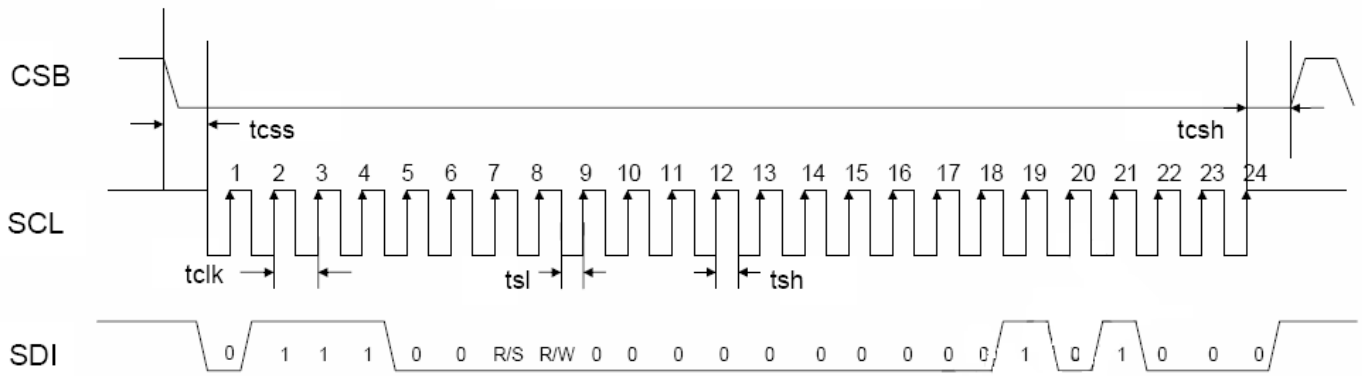 CSB
tcss
tcsh
1 2 3 4 5 6 7 8 9 10 11 12 13 14 15 16 17 18 19 20 21 22 23 24
SCL
tclk
tsl
tsh
SDI
0 1 1 1 0 0 R/S R/W 0 0 0 0 0 0 0 0 0 0 1 0 1 0 0 0